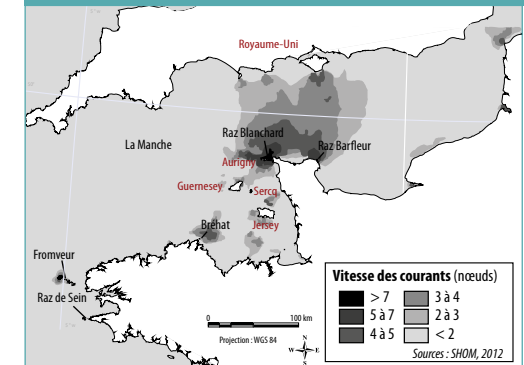 Royaume-Uni
La Manche
Raz Blanchard
Raz Barfleur
Aurigny
Guernesey
Sercq
Jersey
Bréhat
Fromveur
Raz de Sein
0 100 km
Projection : WGS 84
N
W E
S
Vitesse des courants (nœuds)
> 7 3 à 4
5 à 7 2 à 3
4 à 5 < 2
Sources : SHOM, 2012